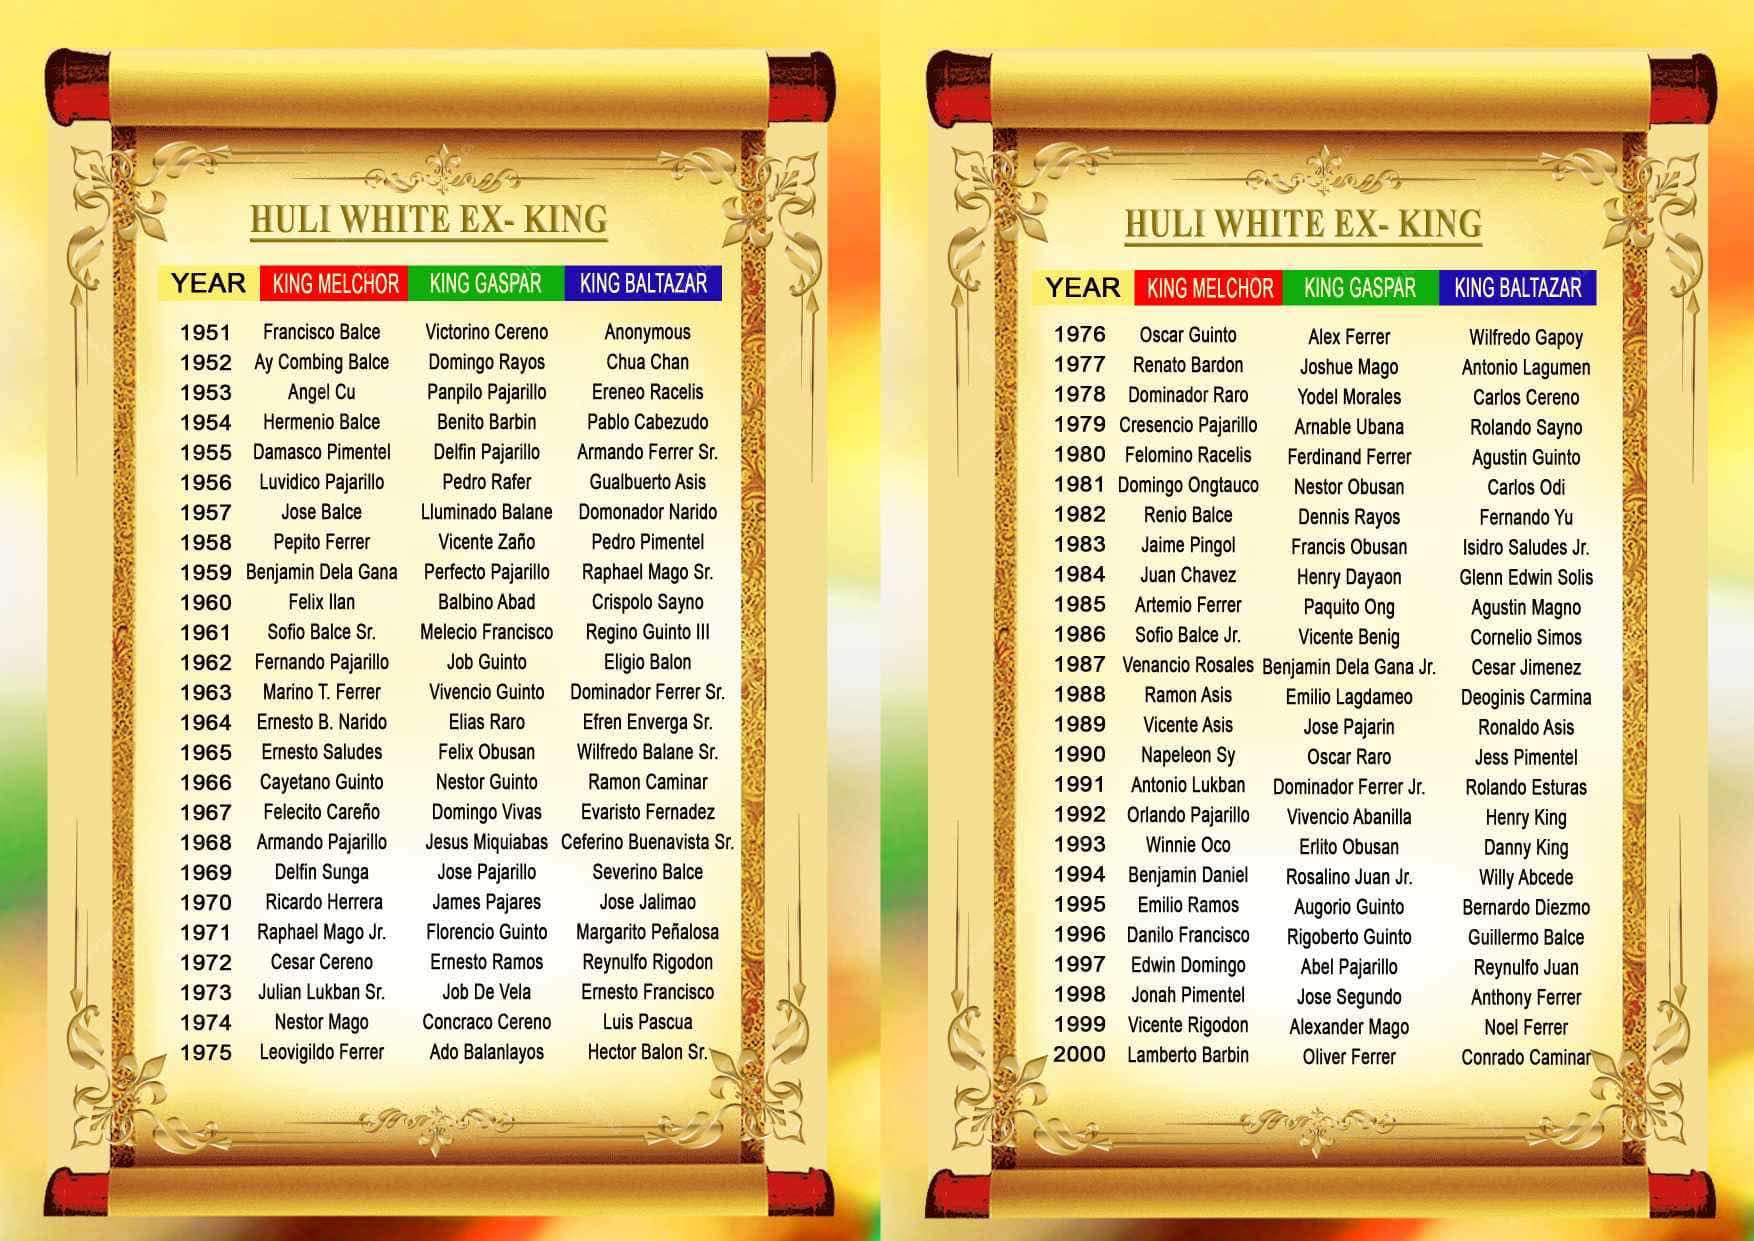 HULI WHITE EX- KING
YEAR KING MELCHOR KING GASPAR KING BALTAZAR
1951 Francisco Balce Victorino Cereno Anonymous
1952 Ay Combing Balce Domingo Rayos Chua Chan
1953 Angel Cu Panpilo Pajarillo Ereneo Racelis
1954 Hermenio Balce Benito Barbin Pablo Cabezudo
1955 Damasco Pimentel Delfin Pajarillo Armando Ferrer Sr.
1956 Luvidico Pajarillo Pedro Rafer Gualbuerto Asis
1957 Jose Balce Lluminado Balane Domonador Narido
1958 Pepito Ferrer Vicente Zaño Pedro Pimentel
1959 Benjamin Dela Gana Perfecto Pajarillo Raphael Mago Sr.
1960 Felix Ilan Balbino Abad Crispolo Sayno
1961 Sofio Balce Sr. Melecio Francisco Regino Guinto III
1962 Fernando Pajarillo Job Guinto Eligio Balon
1963 Marino T. Ferrer Vivencio Guinto Dominador Ferrer Sr.
1964 Ernesto B. Narido Elias Raro Efren Enverga Sr.
1965 Ernesto Saludes Felix Obusan Wilfredo Balane Sr.
1966 Cayetano Guinto Nestor Guinto Ramon Caminar
1967 Felecito Careño Domingo Vivas Evaristo Fernadez
1968 Armando Pajarillo Jesus Miquiabas Ceferino Buenavista Sr.
1969 Delfin Sunga Jose Pajarillo Severino Balce
1970 Ricardo Herrera James Pajares Jose Jalimao
1971 Raphael Mago Jr. Florencio Guinto Margarito Peñalosa
1972 Cesar Cereno Ernesto Ramos Reynulfo Rigodon
1973 Julian Lukban Sr. Job De Vela Ernesto Francisco
1974 Nestor Mago Concraco Cereno Luis Pascua
1975 Leovigildo Ferrer Ado Balanlayos Hector Balon Sr.
HULI WHITE EX- KING
YEAR KING MELCHOR KING GASPAR KING BALTAZAR
1976 Oscar Guinto Alex Ferrer Wilfredo Gapoy
1977 Renato Bardon Joshue Mago Antonio Lagumen
1978 Dominador Raro Yodel Morales Carlos Cereno
1979 Cresencio Pajarillo Arnable Ubana Rolando Sayno
1980 Felomino Racelis Ferdinand Ferrer Agustin Guinto
1981 Domingo Ongtauco Nestor Obusan Carlos Odi
1982 Renio Balce Dennis Rayos Fernando Yu
1983 Jaime Pingol Francis Obusan Isidro Saludes Jr.
1984 Juan Chavez Henry Dayaon Glenn Edwin Solis
1985 Artemio Ferrer Paquito Ong Agustin Magno
1986 Sofio Balce Jr. Vicente Benig Cornelio Simos
1987 Venancio Rosales Benjamin Dela Gana Jr. Cesar Jimenez
1988 Ramon Asis Emilio Lagdameo Deoginis Carmina
1989 Vicente Asis Jose Pajarin Ronaldo Asis
1990 Napeleon Sy Oscar Raro Jess Pimentel
1991 Antonio Lukban Dominador Ferrer Jr. Rolando Esturas
1992 Orlando Pajarillo Vivencio Abanilla Henry King
1993 Winnie Oco Erlito Obusan Danny King
1994 Benjamin Daniel Rosalino Juan Jr. Willy Abcede
1995 Emilio Ramos Augorio Guinto Bernardo Diezmo
1996 Danilo Francisco Rigoberto Guinto Guillermo Balce
1997 Edwin Domingo Abel Pajarillo Reynulfo Juan
1998 Jonah Pimentel Jose Segundo Anthony Ferrer
1999 Vicente Rigodon Alexander Mago Noel Ferrer
2000 Lamberto Barbin Oliver Ferrer Conrado Caminar